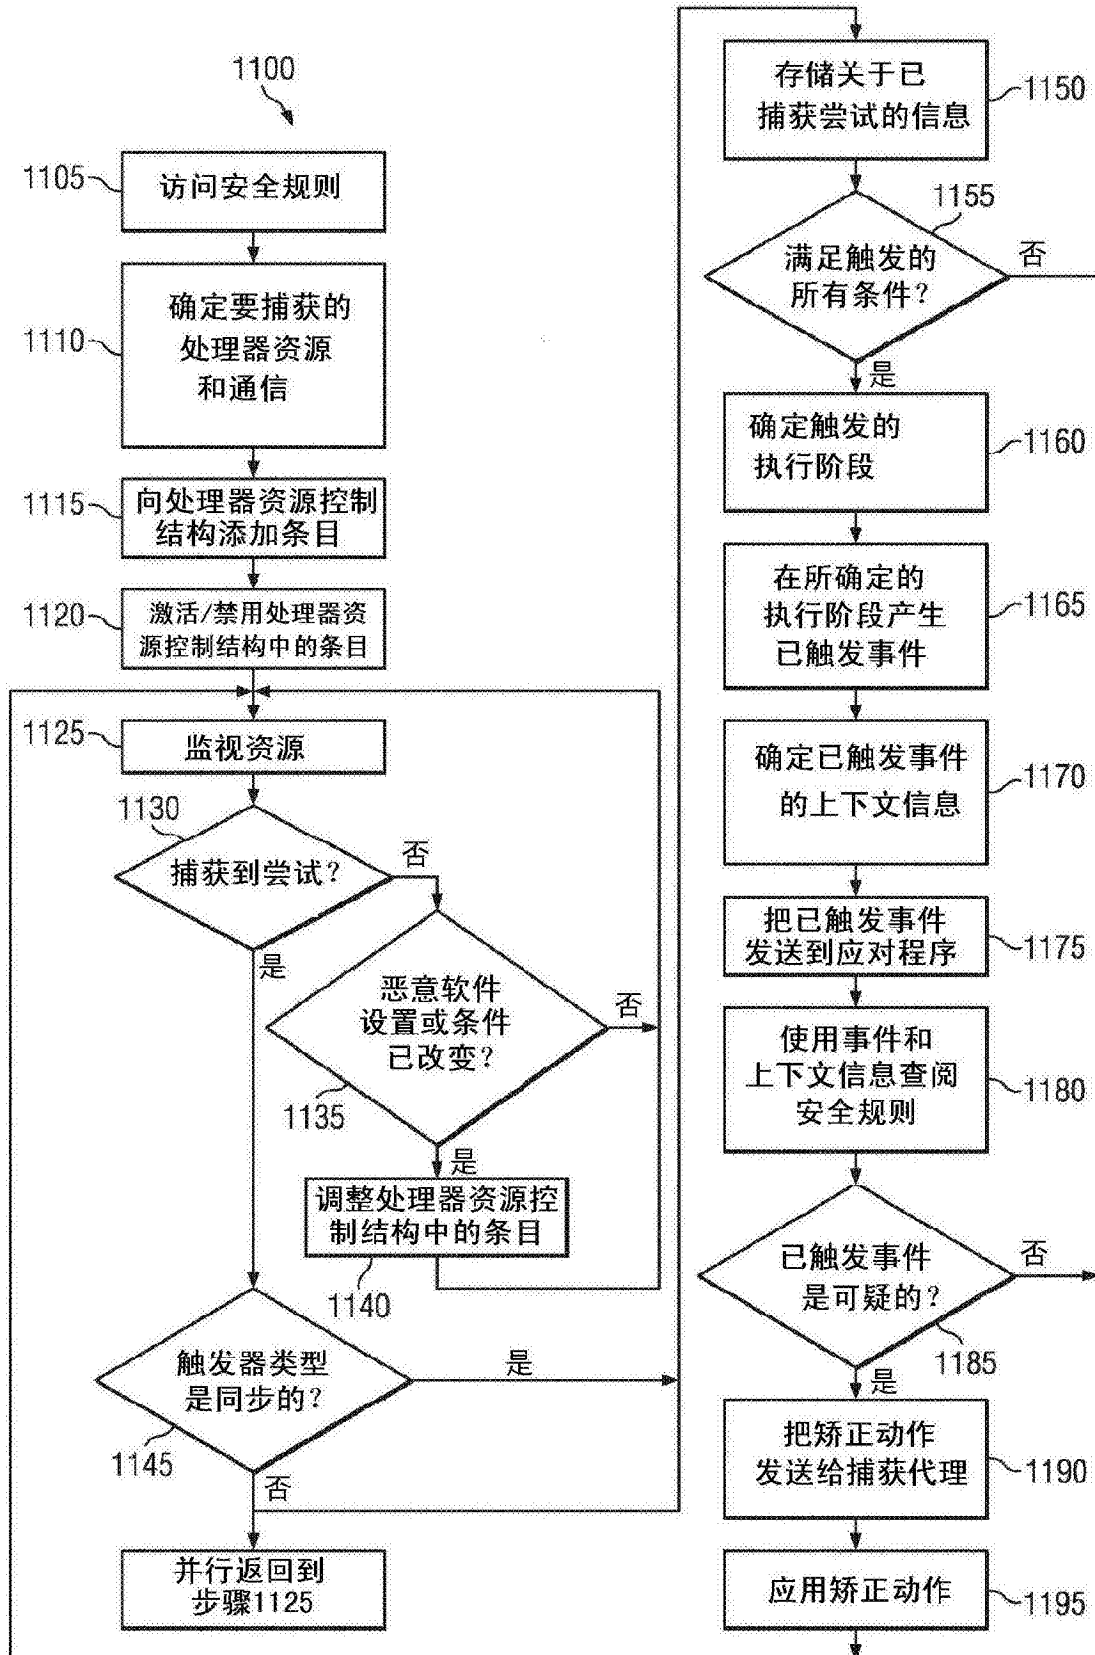 1100
1105
访问安全规则
1110
确定要捕获的
处理器资源
和通信
1115
向处理器资源控制
结构添加条目
1120
激活/禁用处理器资
源控制结构中的条目
1125
监视资源
1130
捕获到尝试?
否
是
恶意软件
设置或条件
已改变?
否
1135
是
调整处理器资源控
制结构中的条目
1140
触发器类型
是同步的?
是
1145
否
并行返回到
步骤1125
存储关于已
捕获尝试的信息
1150
1155
满足触发的
所有条件?
否
是
确定触发的
执行阶段
1160
在所确定的
执行阶段产生
已触发事件
1165
确定已触发事件
的上下文信息
1170
把已触发事件
发送到应对程序
1175
使用事件和
上下文信息查阅
安全规则
1180
已触发事件
是可疑的?
否
1185
是
把矫正动作
发送给捕获代理
1190
应用矫正动作
1195